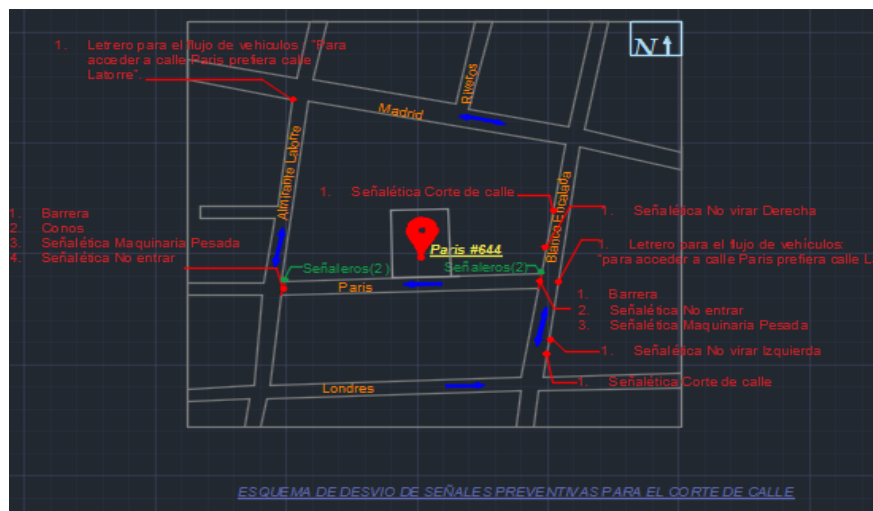 1. Letrero para el flujo de vehiculos : "Para
acceder a calle Paris prefiera calle
Latorre".
N
Riveros
Madrid
Almirante Latorre
Blanco Encalada
1. Señalética Corte de calle
1. Señalética No virar Derecha
1. Barrera
2. Conos
3. Señalética Maquinaria Pesada
4. Señalética No entrar
1. Letrero para el flujo de vehículos:
"para acceder a calle Paris prefiera calle L
Paris #644
Señaleros(2)
Señaleros(2)
Paris
1. Barrera
2. Señalética No entrar
3. Señalética Maquinaria Pesada
1. Señalética No virar Izquierda
1. Señalética Corte de calle
Londres
ESQUEMA DE DESVIO DE SEÑALES PREVENTIVAS PARA EL CORTE DE CALLE